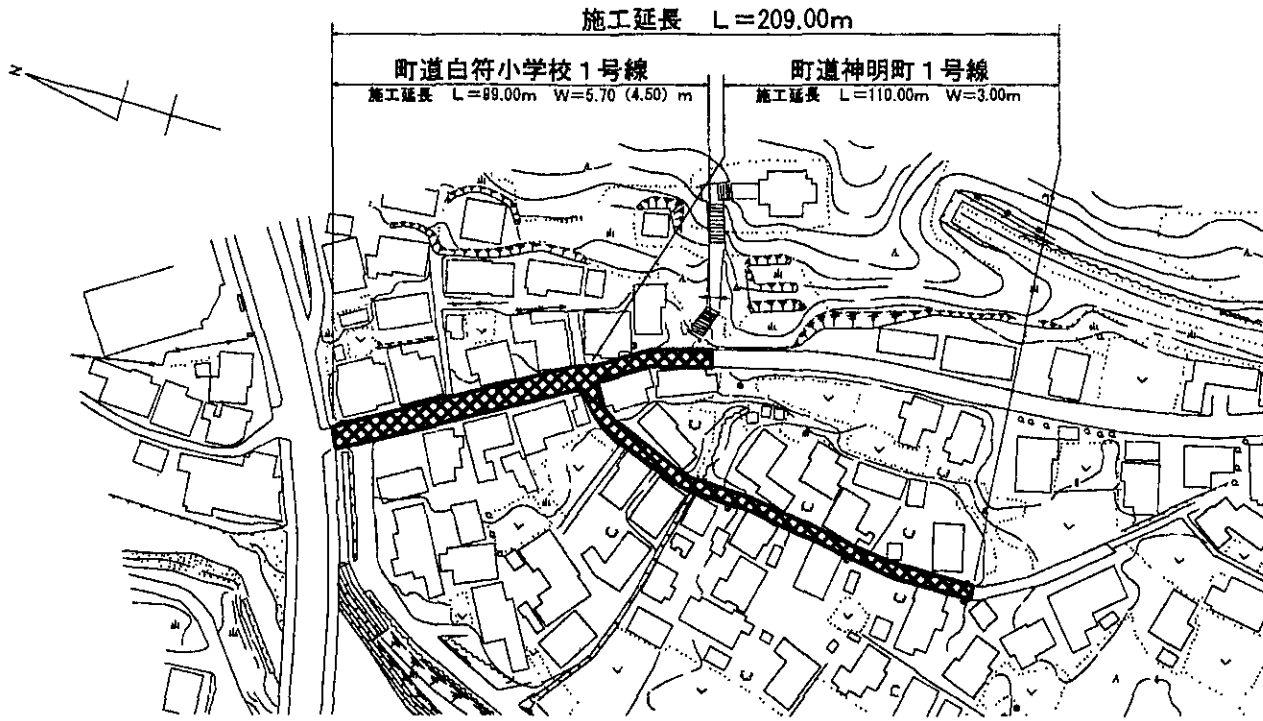 施工延長 L=209.00m
町道白符小学校1号線
施工延長 L=99.00m W=5.70 (4.50) m
町道神明町1号線
施工延長 L=110.00m W=3.00m
N